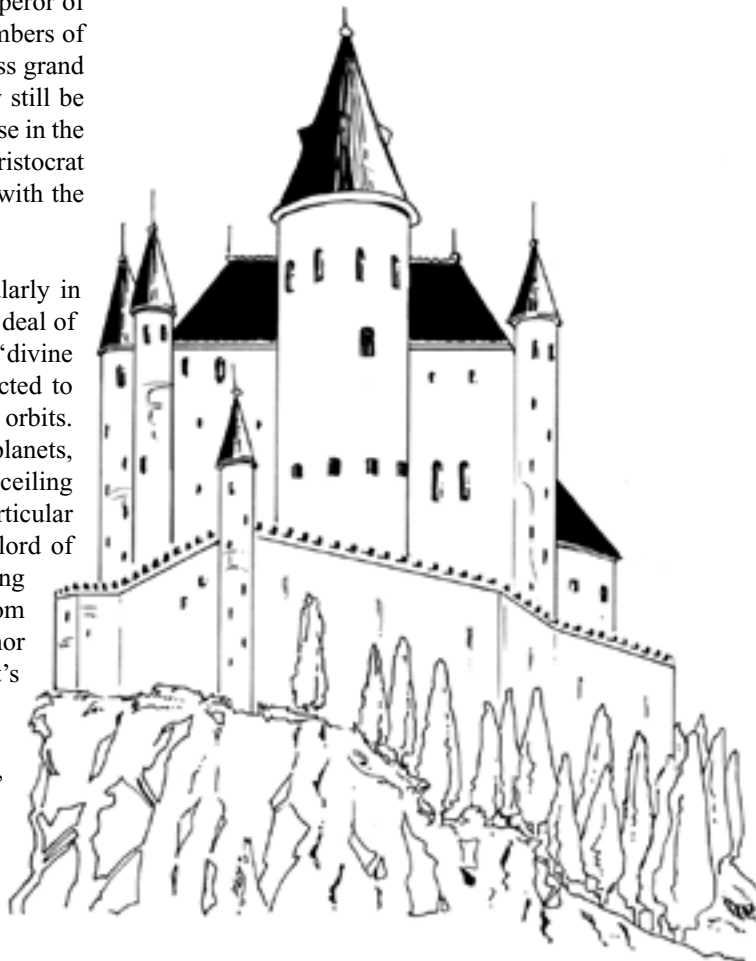 peror of
mbers of
ss grand
still be
se in the
ristocrat
with the
larly in
deal of
‘divine
cted to
orbits.
planets,
ceiling
rticular
lord of
ng
om
nor
t’s
,